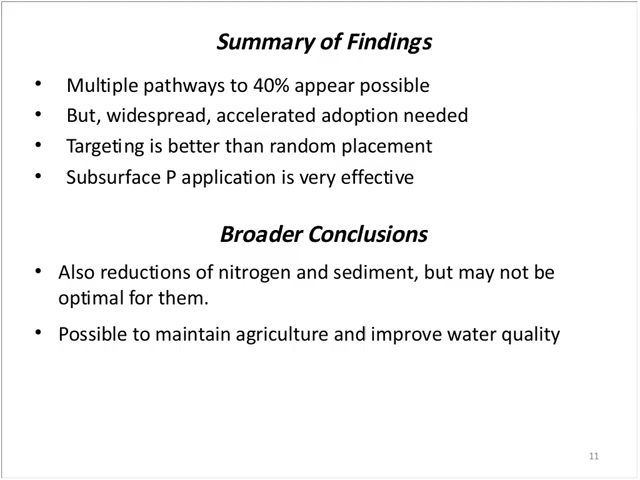 Summary of Findings
• Multiple pathways to 40% appear possible
• But, widespread, accelerated adoption needed
• Targeting is better than random placement
• Subsurface P application is very effective
Broader Conclusions
• Also reductions of nitrogen and sediment, but may not be
optimal for them.
• Possible to maintain agriculture and improve water quality
11